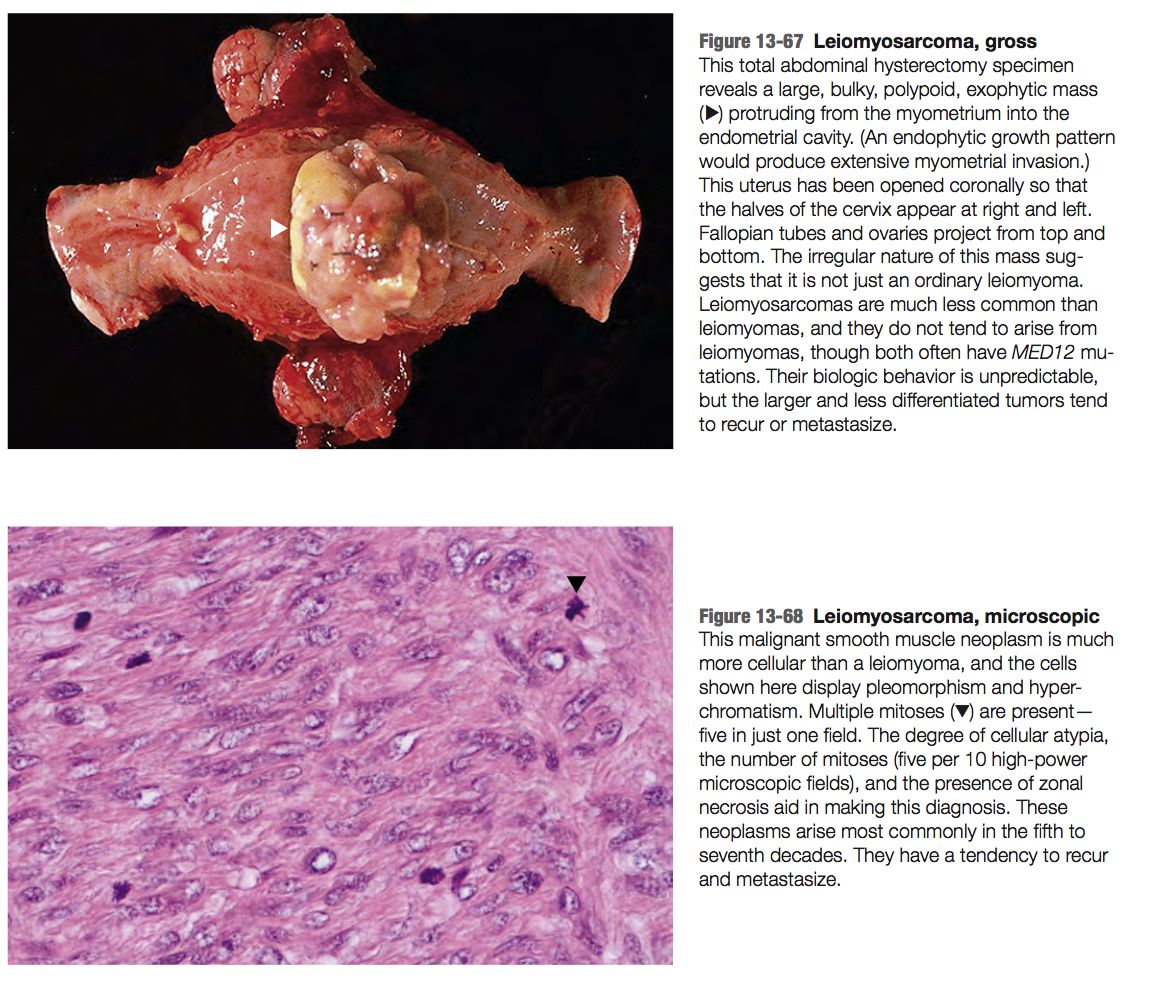 Figure 13-67 Leiomyosarcoma, gross
This total abdominal hysterectomy specimen
reveals a large, bulky, polypoid, exophytic mass
(▶) protruding from the myometrium into the
endometrial cavity. (An endophytic growth pattern
would produce extensive myometrial invasion.)
This uterus has been opened coronally so that
the halves of the cervix appear at right and left.
Fallopian tubes and ovaries project from top and
bottom. The irregular nature of this mass sug-
gests that it is not just an ordinary leiomyoma.
Leiomyosarcomas are much less common than
leiomyomas, and they do not tend to arise from
leiomyomas, though both often have MED12 mu-
tations. Their biologic behavior is unpredictable,
but the larger and less differentiated tumors tend
to recur or metastasize.
Figure 13-68 Leiomyosarcoma, microscopic
This malignant smooth muscle neoplasm is much
more cellular than a leiomyoma, and the cells
shown here display pleomorphism and hyper-
chromatism. Multiple mitoses (▼) are present—
five in just one field. The degree of cellular atypia,
the number of mitoses (five per 10 high-power
microscopic fields), and the presence of zonal
necrosis aid in making this diagnosis. These
neoplasms arise most commonly in the fifth to
seventh decades. They have a tendency to recur
and metastasize.